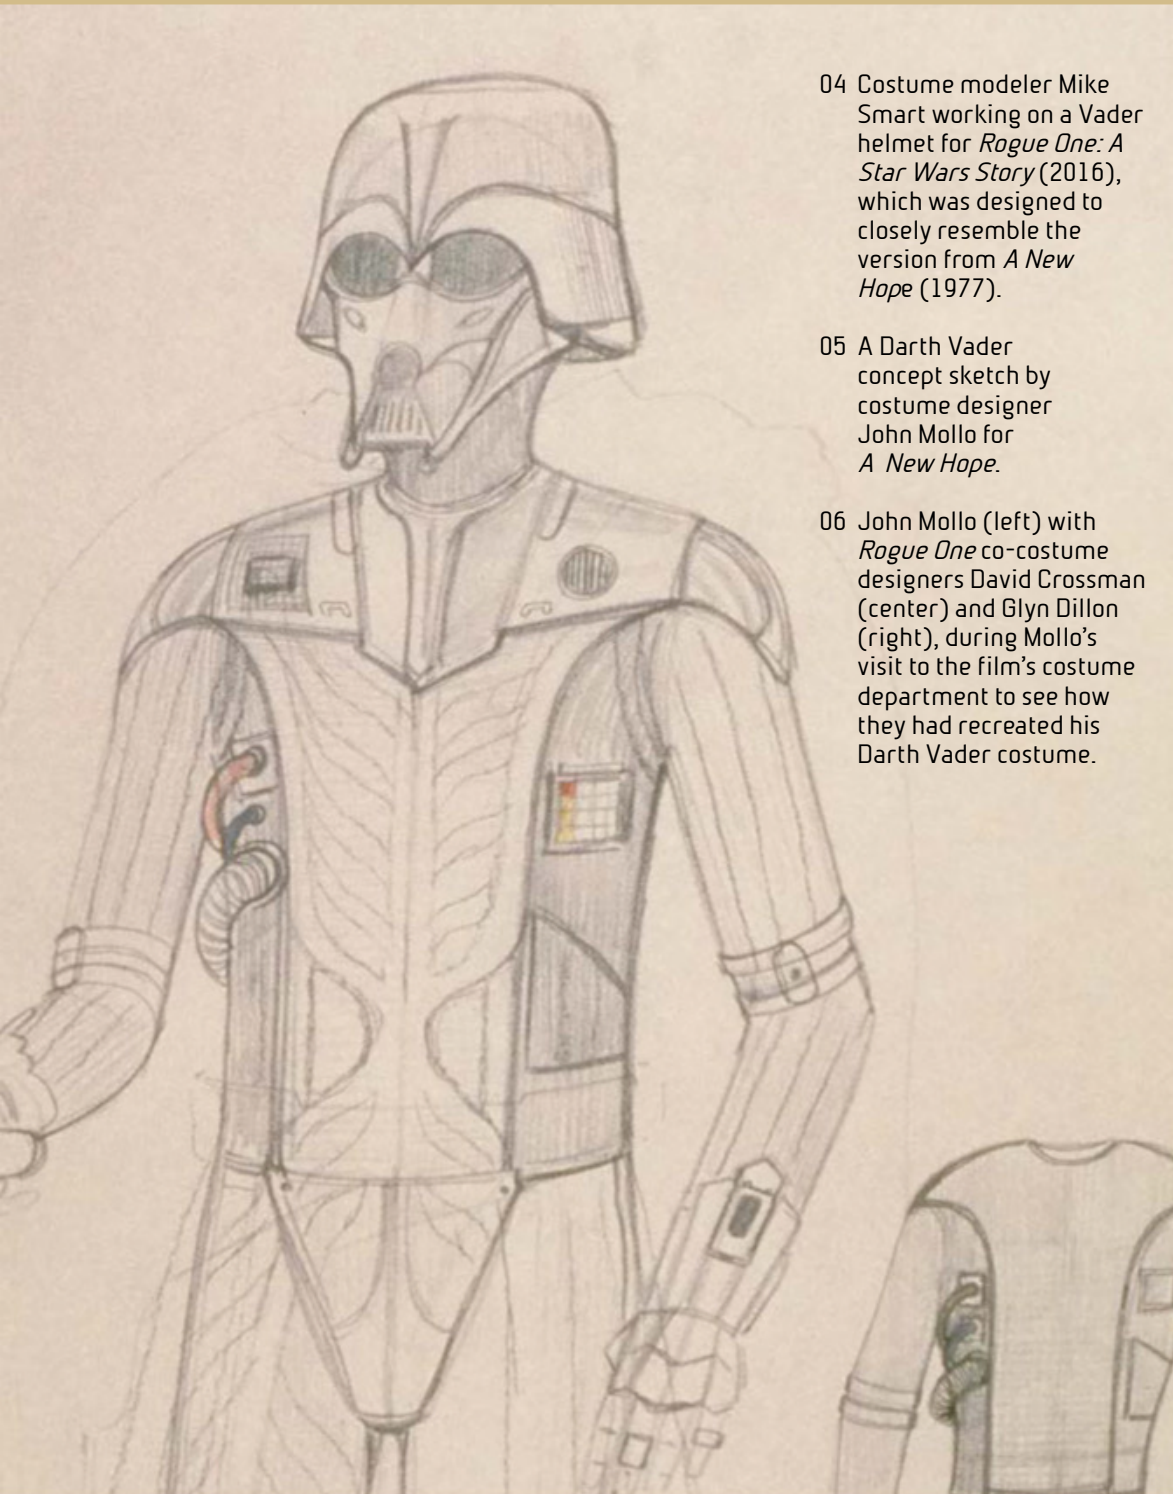 04 Costume modeler Mike
Smart working on a Vader
helmet for Rogue One: A
Star Wars Story (2016),
which was designed to
closely resemble the
version from A New
Hope (1977).
05 A Darth Vader
concept sketch by
costume designer
John Mollo for
A New Hope.
06 John Mollo (left) with
Rogue One co-costume
designers David Crossman
(center) and Glyn Dillon
(right), during Mollo's
visit to the film's costume
department to see how
they had recreated his
Darth Vader costume.